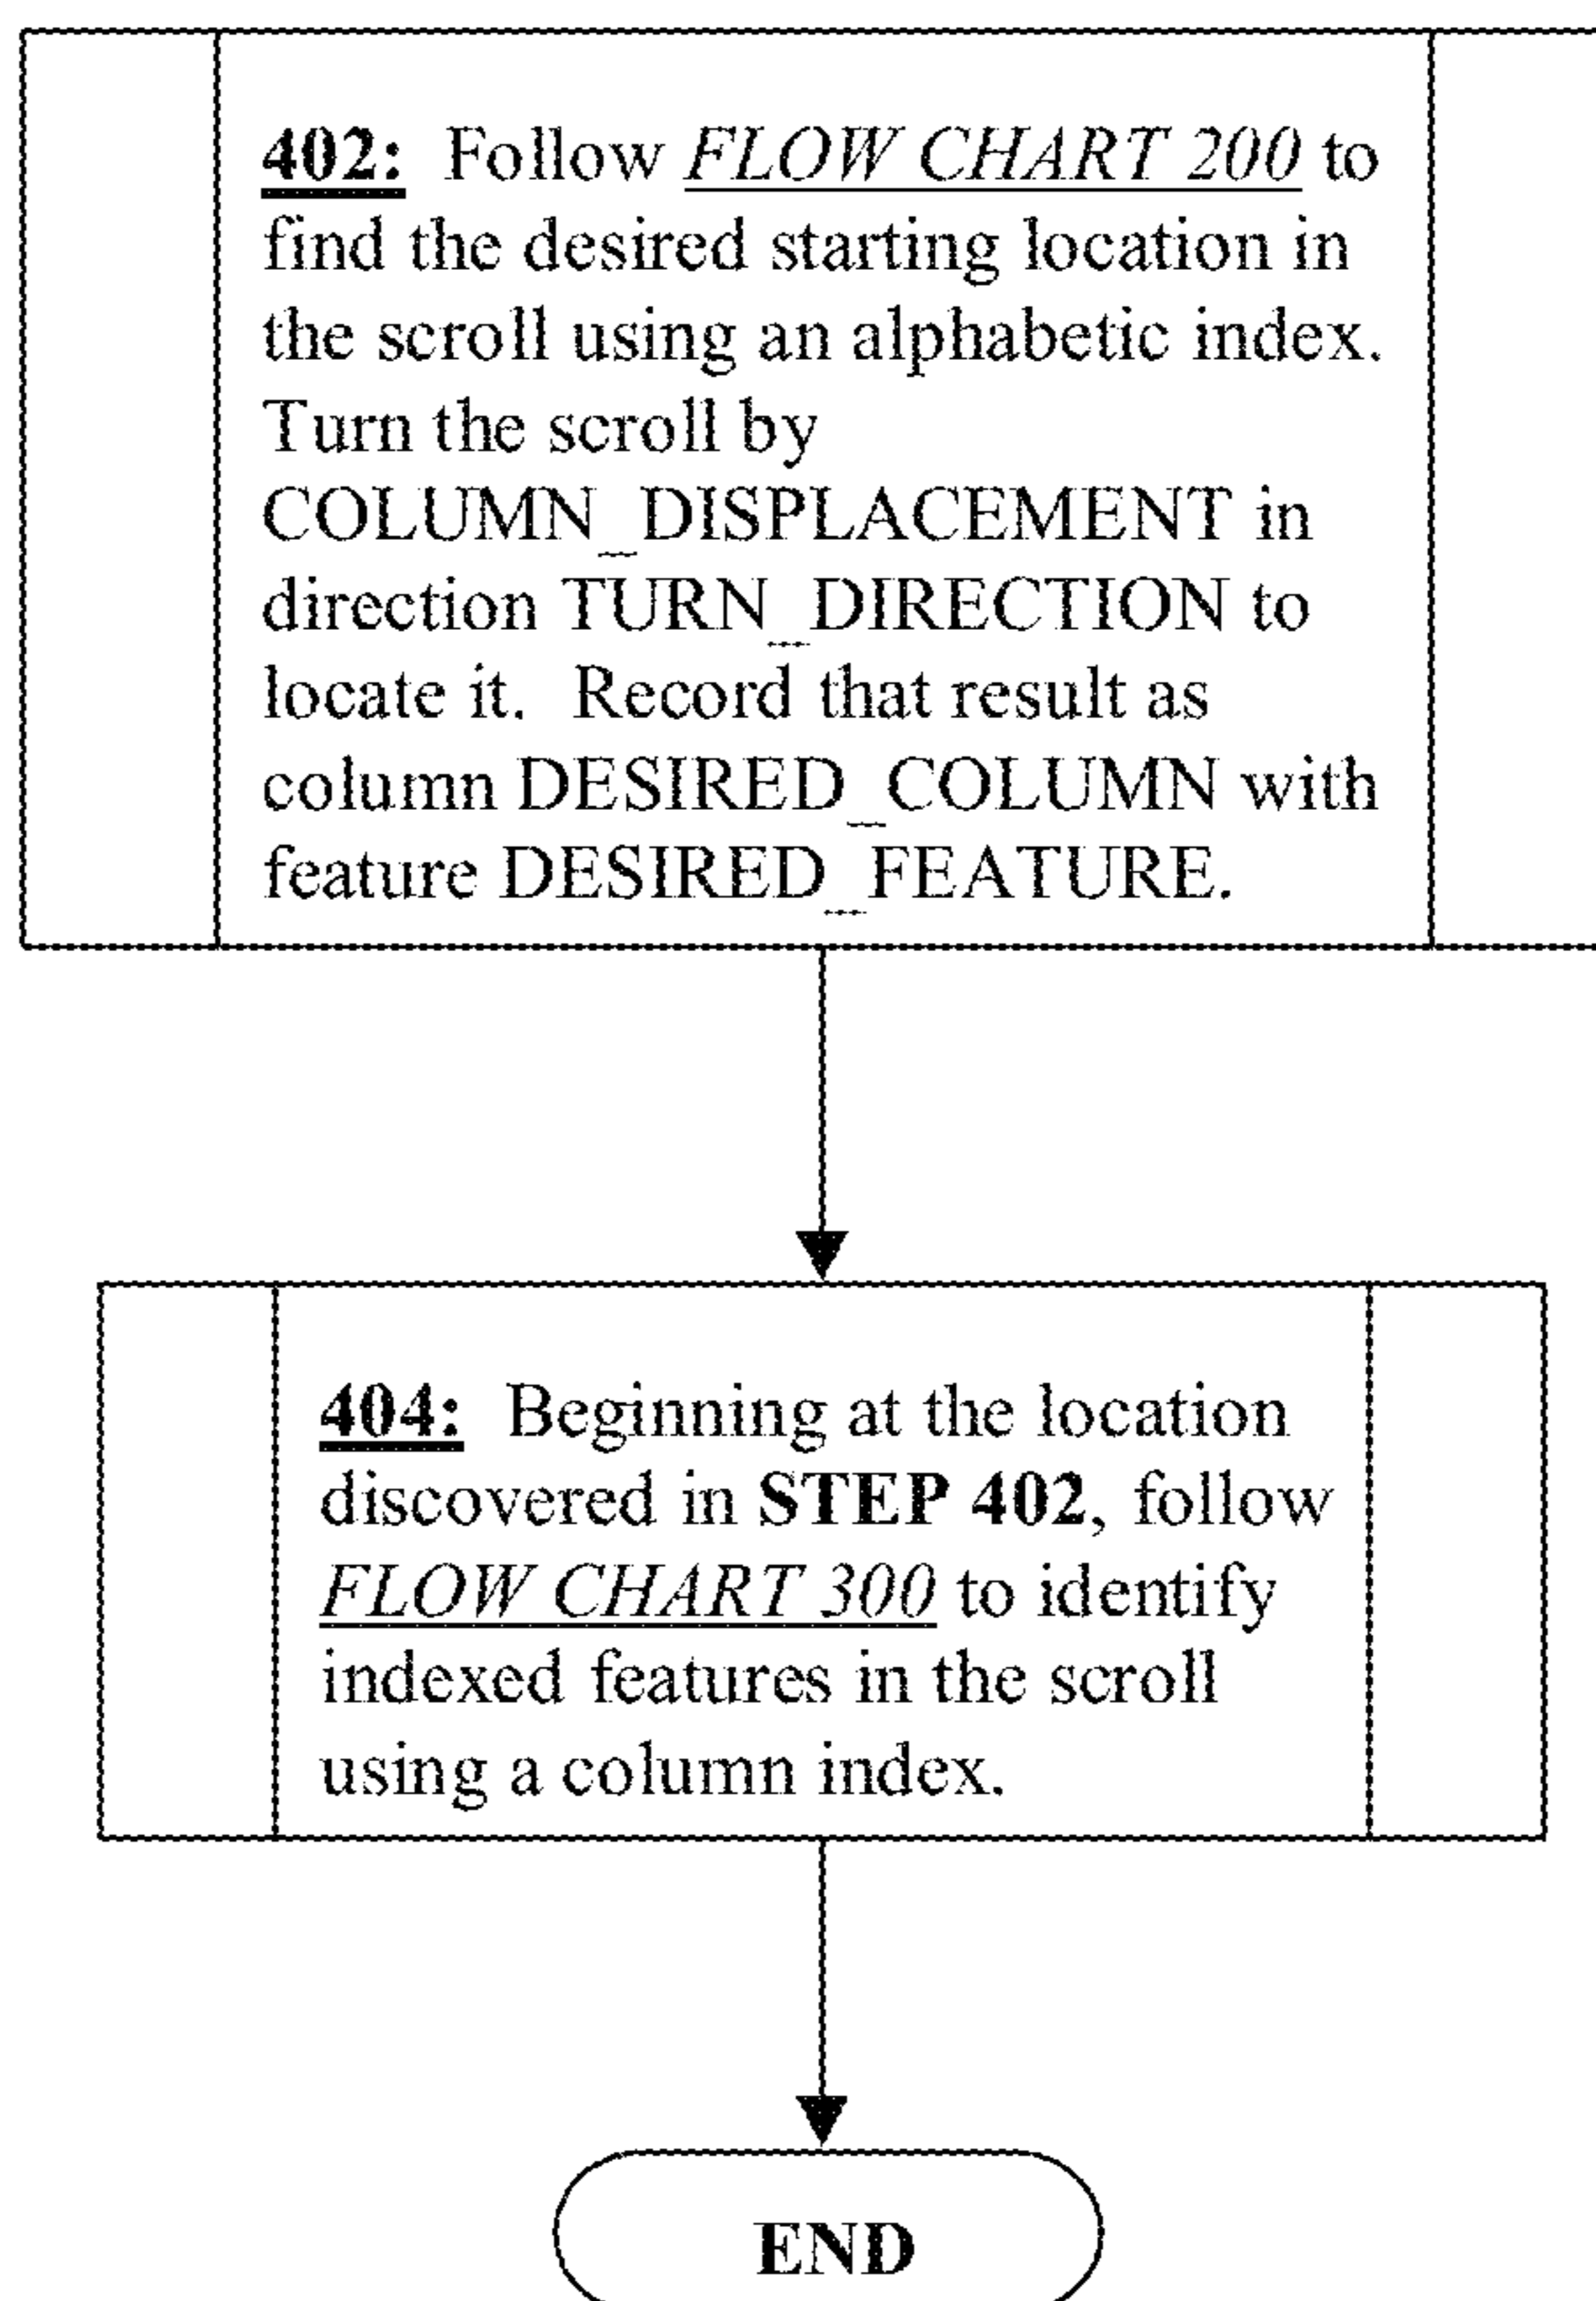 402: Follow FLOW CHART 200 to
find the desired starting location in
the scroll using an alphabetic index.
Turn the scroll by
COLUMN_DISPLACEMENT in
direction TURN_DIRECTION to
locate it. Record that result as
column DESIRED_COLUMN with
feature DESIRED_FEATURE.
404: Beginning at the location
discovered in STEP 402, follow
FLOW CHART 300 to identify
indexed features in the scroll
using a column index.
END